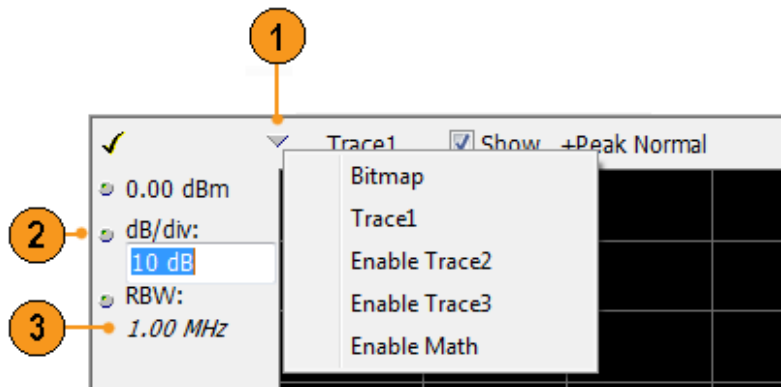 1
Trace1 Show +Peak Normal
0.00 dBm
2
dB/div:
10 dB
RBW:
3
1.00 MHz
Bitmap
Trace1
Enable Trace2
Enable Trace3
Enable Math